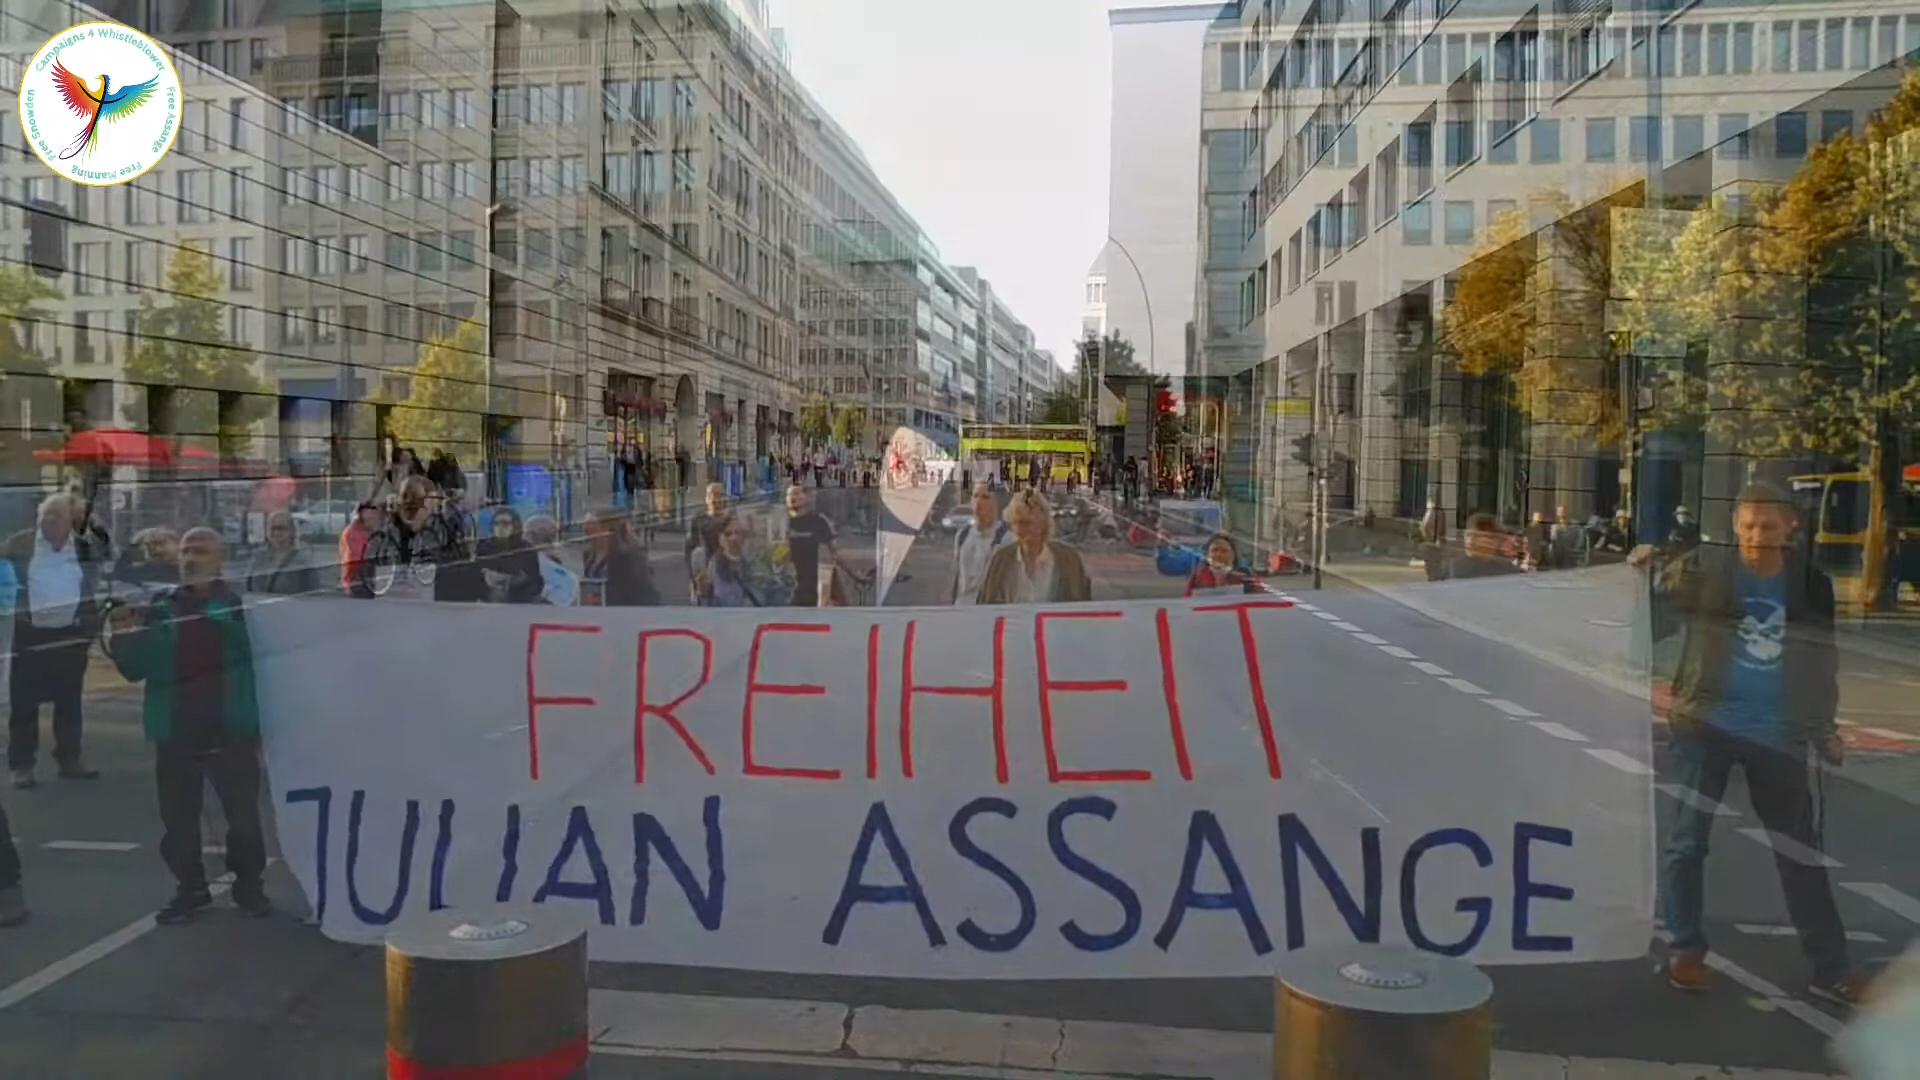 Campaigns 4 Whistleblower
Free Assange
Free Manning
Free Snowden
FREIHEIT
JULIAN ASSANGE